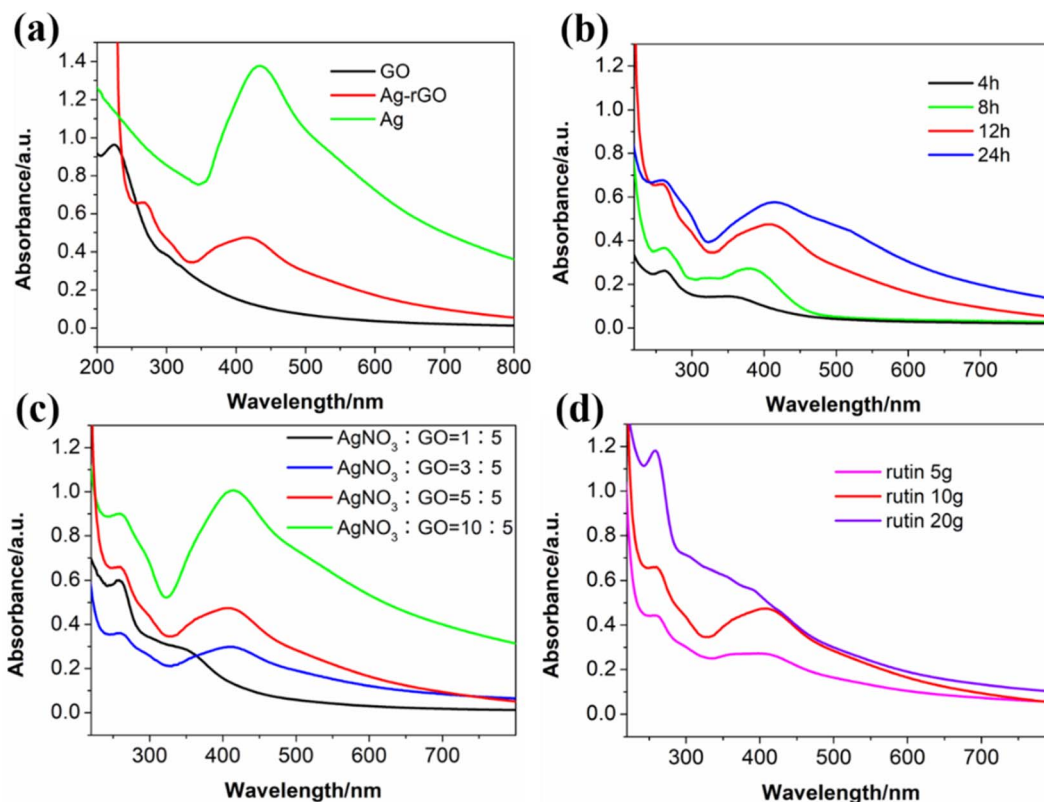 (a)
GO
Ag-rGO
Ag
Absorbance/a.u.
1.4
1.2
1.0
0.8
0.6
0.4
0.2
0.0
200 300 400 500 600 700 800
Wavelength/nm
(b)
4h
8h
12h
24h
Absorbance/a.u.
1.2
1.0
0.8
0.6
0.4
0.2
0.0
300 400 500 600 700
Wavelength/nm
(c)
AgNO₃：GO=1：5
AgNO₃：GO=3：5
AgNO₃：GO=5：5
AgNO₃：GO=10：5
Absorbance/a.u.
1.2
1.0
0.8
0.6
0.4
0.2
0.0
300 400 500 600 700
Wavelength/nm
(d)
rutin 5g
rutin 10g
rutin 20g
Absorbance/a.u.
1.2
1.0
0.8
0.6
0.4
0.2
0.0
300 400 500 600 700
Wavelength/nm